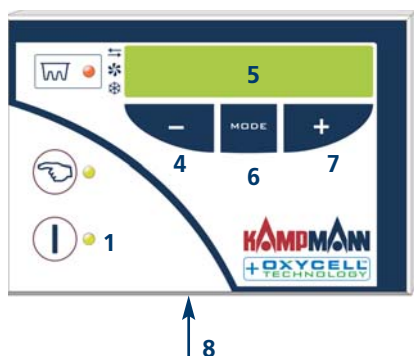 5
− MODE +
4 6 7
1
KAMPMANN
+ OXYCELL
TECHNOLOGY
8